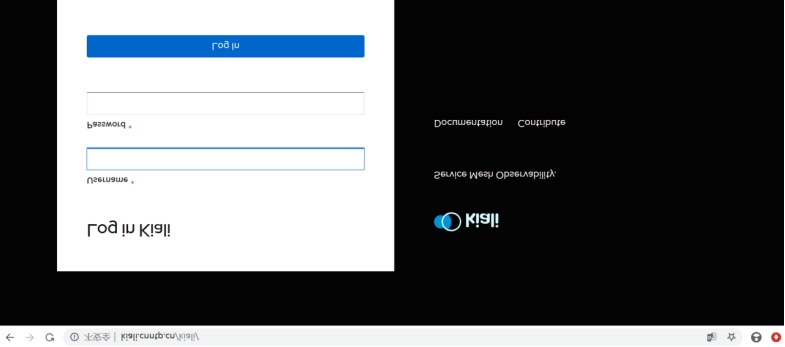 不安全 | kiali.cnntp.cn/kiali/
kiali
Service Mesh Observability.
Documentation Contribute
Log in Kiali
Username *
Password *
Log In